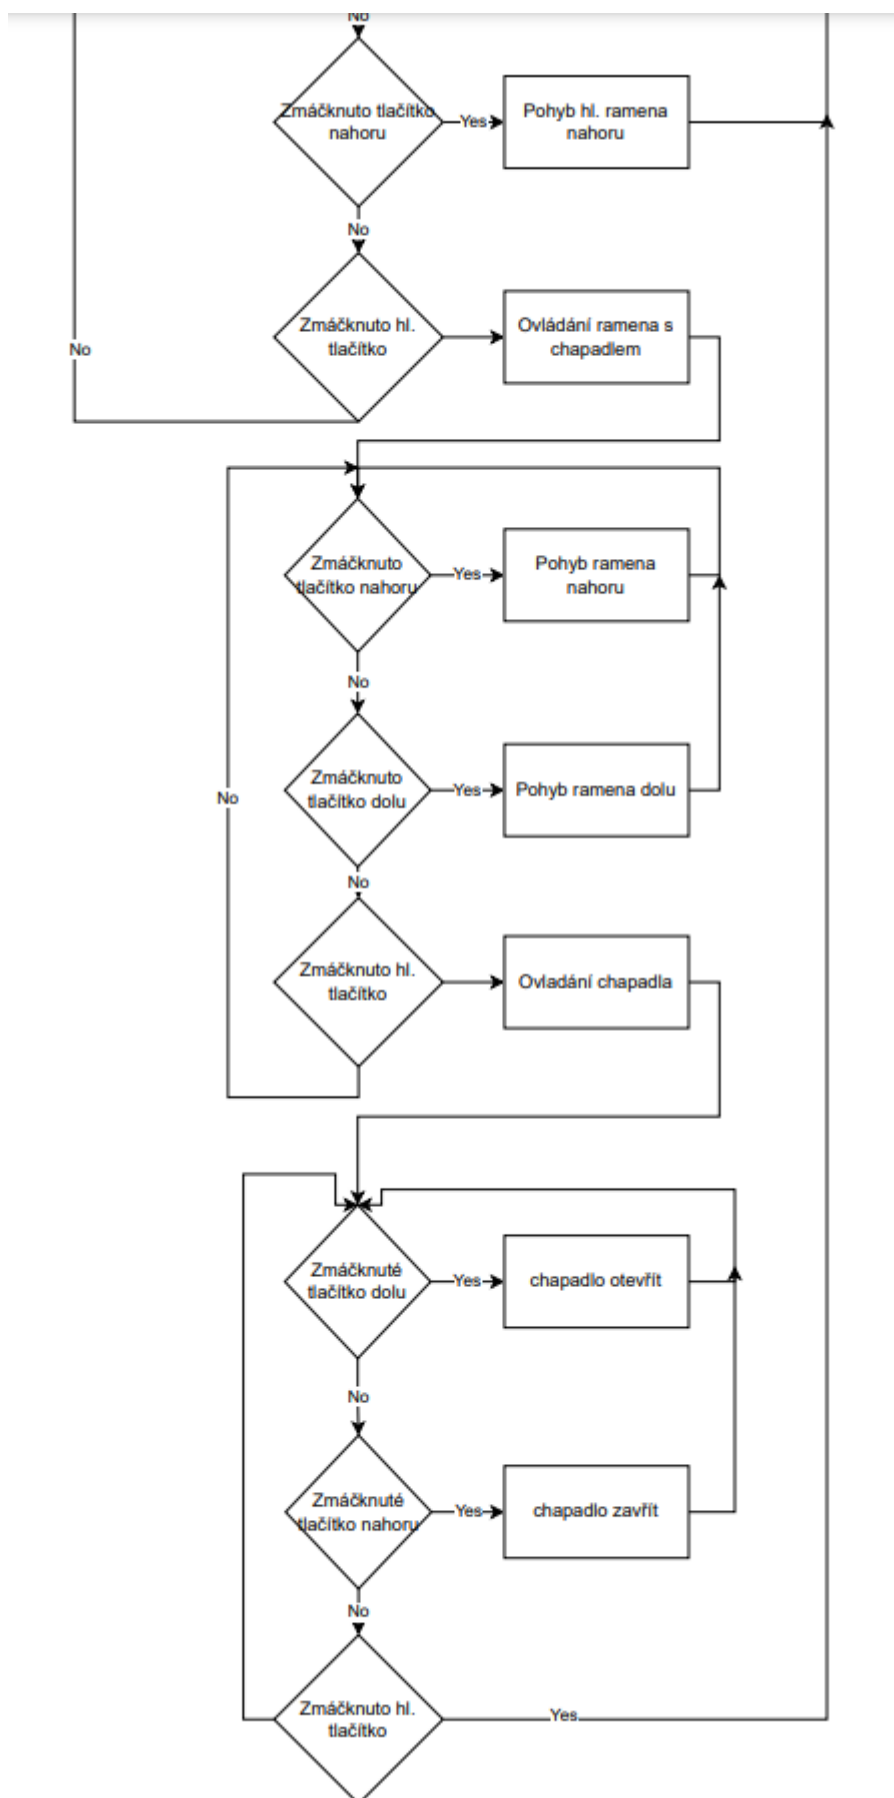 No
Zmáčknuto tlačítko
nahoru
Yes
Pohyb hl. ramena
nahoru
No
Zmáčknuto hl.
tlačítko
Ovládání ramena s
chapadlem
No
Zmáčknuto
tlačítko nahoru
Yes
Pohyb ramena
nahoru
No
Zmáčknuto
tlačítko dolu
Yes
Pohyb ramena dolu
No
No
Zmáčknuto hl.
tlačítko
Ovladání chapadla
Zmáčknuté
tlačítko dolu
Yes
chapadlo otevřít
No
Zmáčknuté
tlačítko nahoru
Yes
chapadlo zavřít
No
Zmáčknuto hl.
tlačítko
Yes